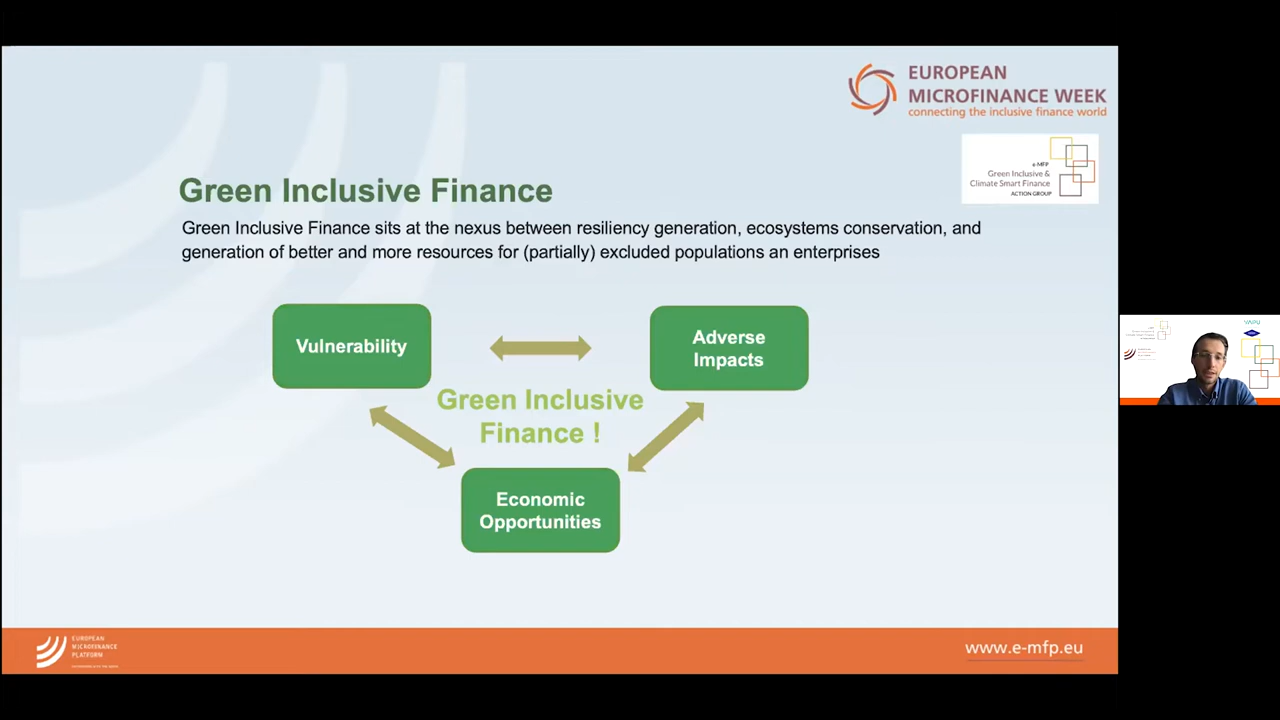 EUROPEAN
MICROFINANCE WEEK
connecting the inclusive finance world
e-MFP
Green Inclusive &
Climate Smart Finance
ACTION GROUP
Green Inclusive Finance
Green Inclusive Finance sits at the nexus between resiliency generation, ecosystems conservation, and
generation of better and more resources for (partially) excluded populations an enterprises
Vulnerability
Adverse
Impacts
Green Inclusive
Finance !
Economic
Opportunities
EUROPEAN
MICROFINANCE
PLATFORM
www.e-mfp.eu
YAPU